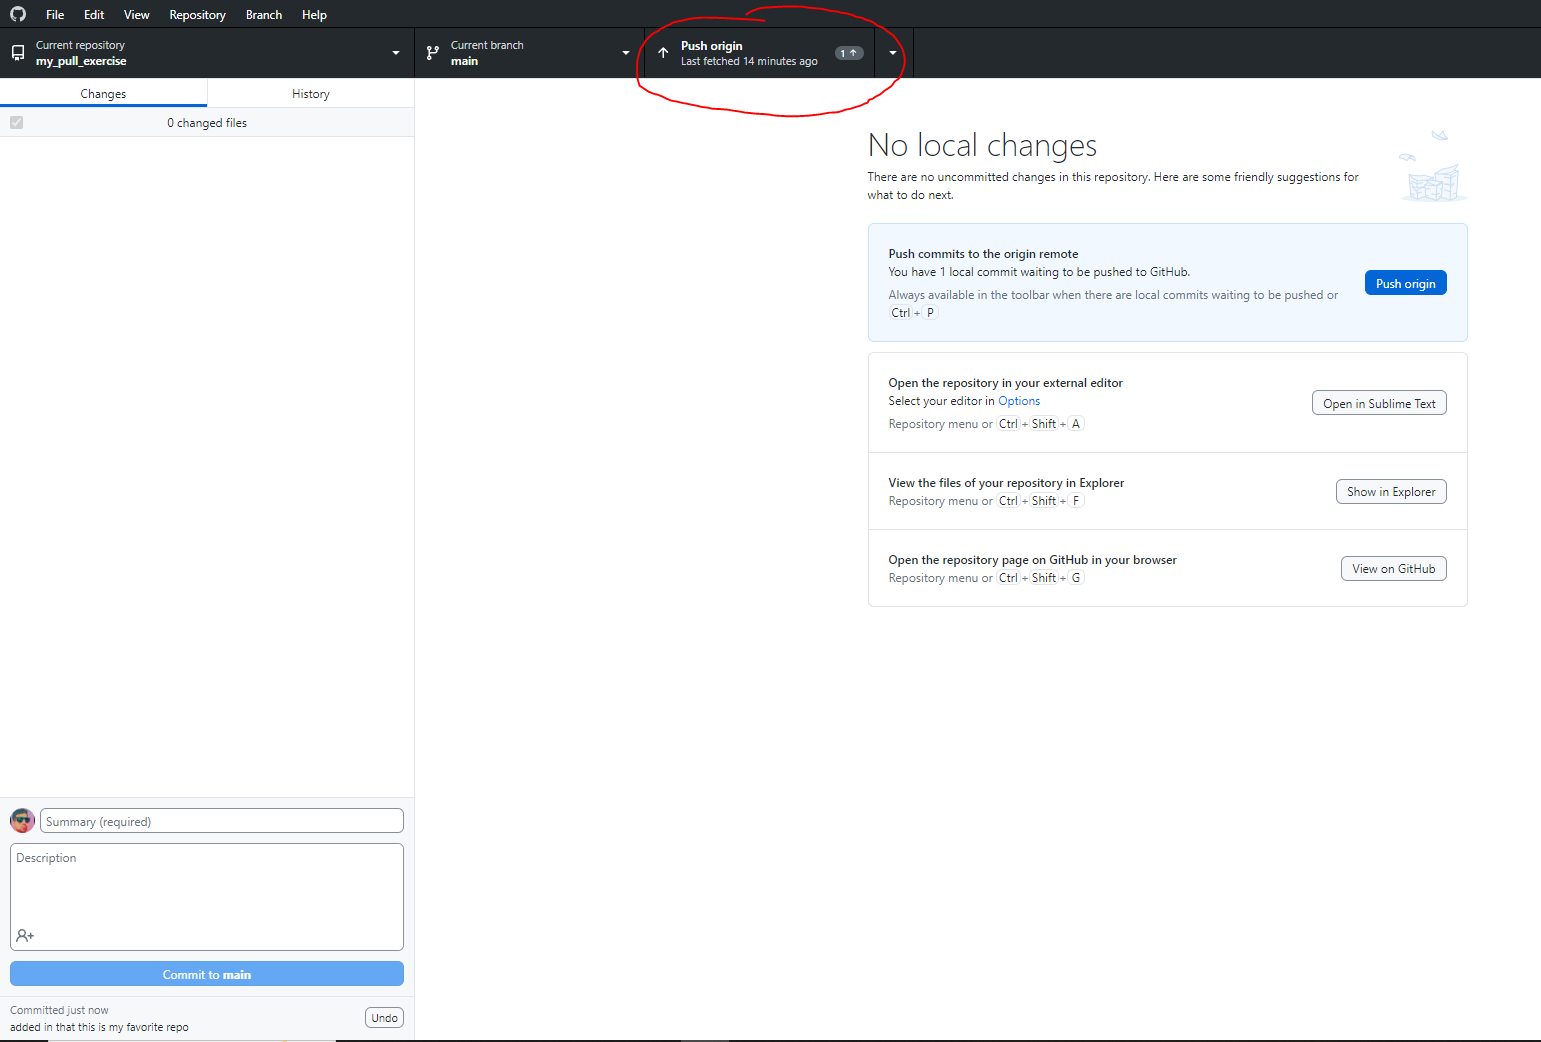 File Edit View Repository Branch Help
Current repository
my_pull_exercise
Current branch
main
Push origin
Last fetched 14 minutes ago
1
Changes
History
0 changed files
No local changes
There are no uncommitted changes in this repository. Here are some friendly suggestions for
what to do next.
Push commits to the origin remote
You have 1 local commit waiting to be pushed to GitHub.
Always available in the toolbar when there are local commits waiting to be pushed or
Ctrl + P
Push origin
Open the repository in your external editor
Select your editor in Options
Repository menu or Ctrl + Shift + A
Open in Sublime Text
View the files of your repository in Explorer
Repository menu or Ctrl + Shift + F
Show in Explorer
Open the repository page on GitHub in your browser
Repository menu or Ctrl + Shift + G
View on GitHub
Summary (required)
Description
Commit to main
Committed just now
added in that this is my favorite repo
Undo